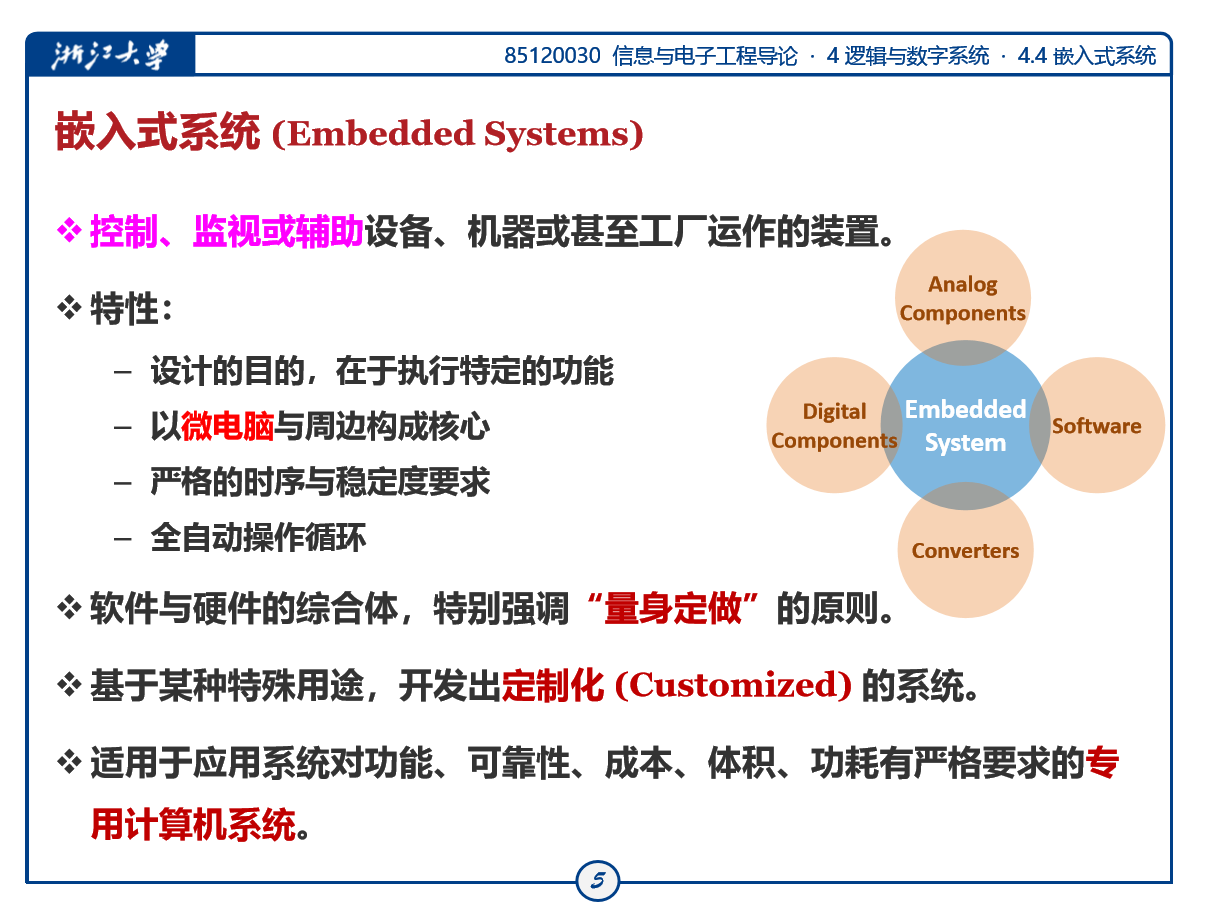 浙江大学
85120030 信息与电子工程导论 · 4 逻辑与数字系统 · 4.4 嵌入式系统
嵌入式系统 (Embedded Systems)
❖ 控制、监视或辅助设备、机器或甚至工厂运作的装置。
❖ 特性：
– 设计的目的，在于执行特定的功能
– 以微电脑与周边构成核心
– 严格的时序与稳定度要求
– 全自动操作循环
Analog
Components
Digital
Components
Embedded
System
Software
Converters
❖ 软件与硬件的综合体，特别强调“量身定做”的原则。
❖ 基于某种特殊用途，开发出定制化 (Customized) 的系统。
❖ 适用于应用系统对功能、可靠性、成本、体积、功耗有严格要求的专
用计算机系统。
5